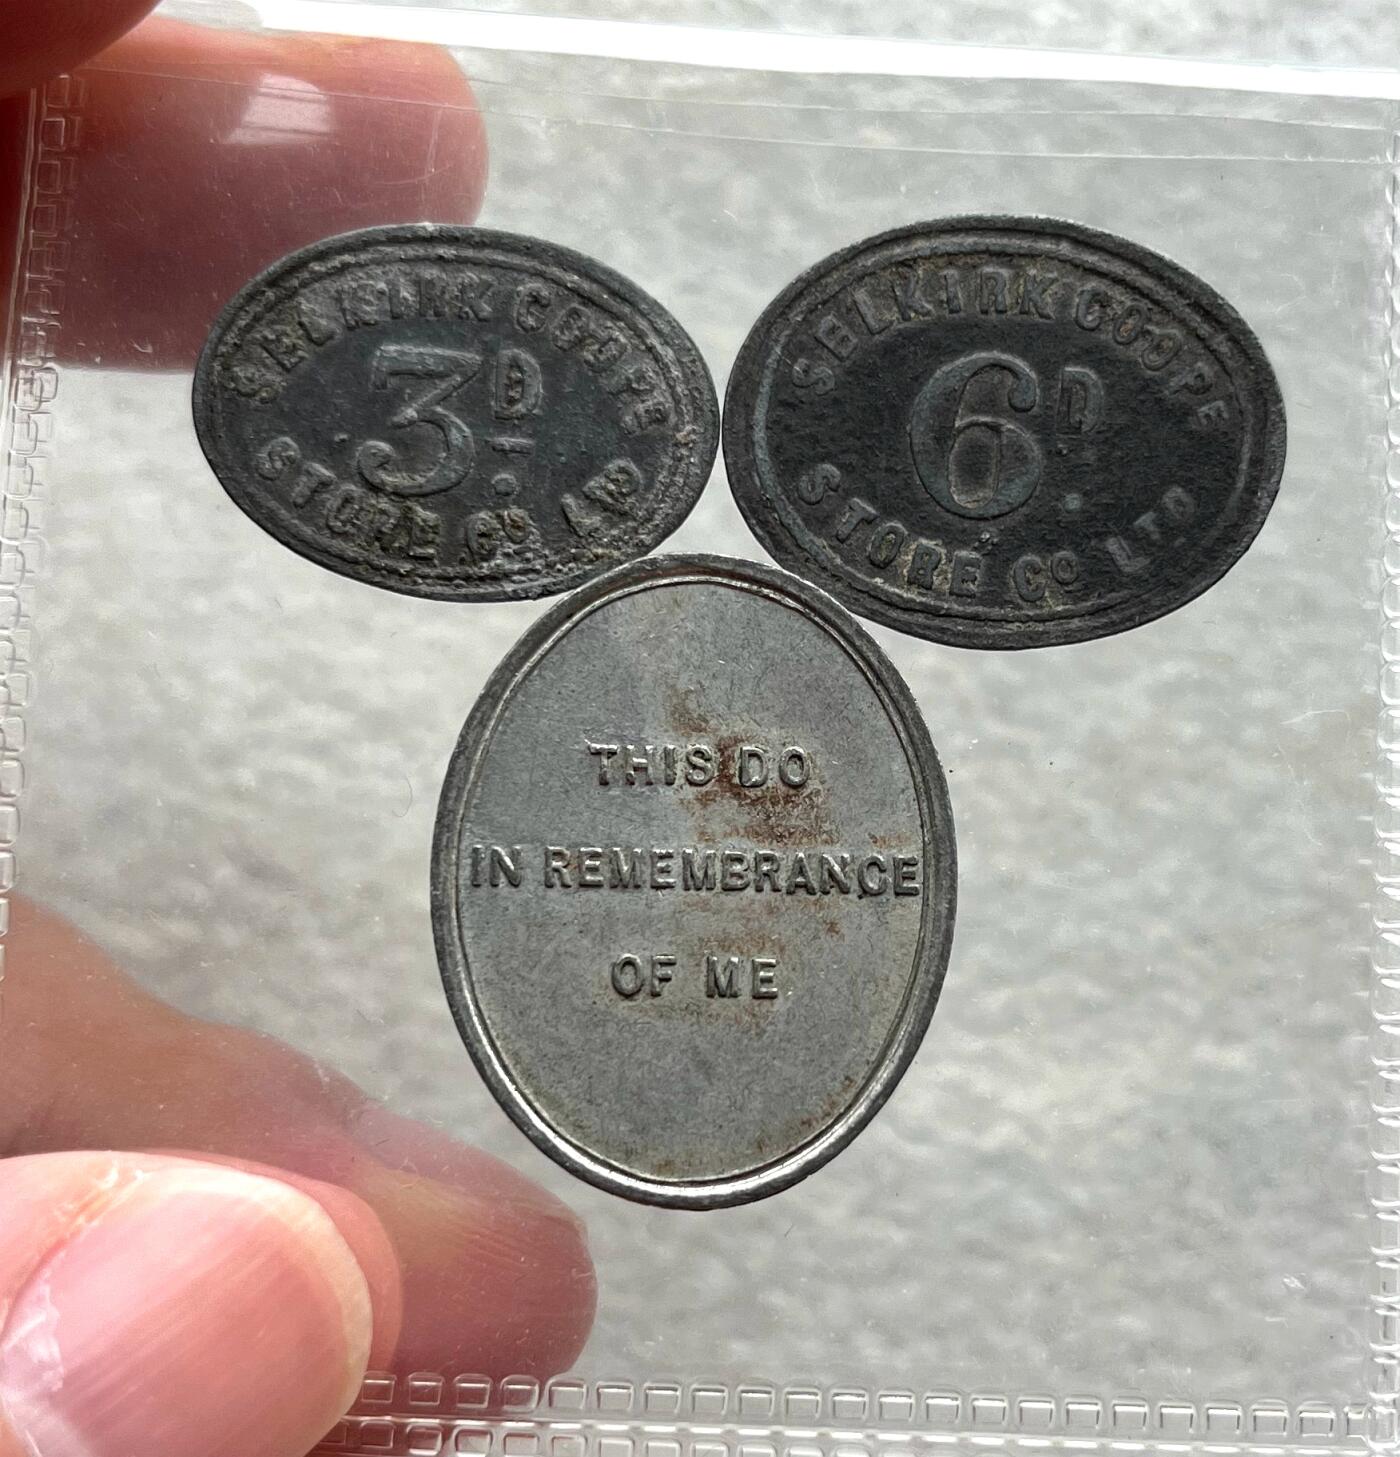 SELKIRK COOPE
3D.
STORE CO LTD
SELKIRK COOPE
6D.
STORE CO LTD
THIS DO
IN REMEMBRANCE
OF ME